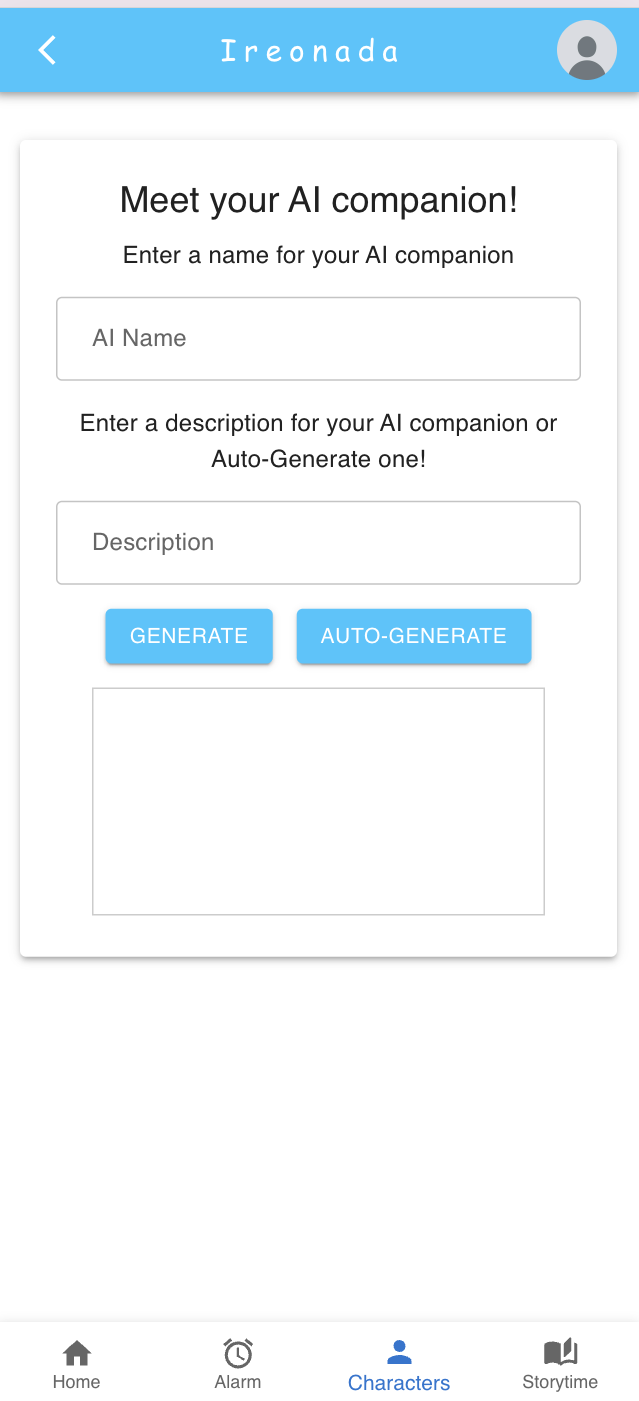 Ireonada
Meet your AI companion!
Enter a name for your AI companion
AI Name
Enter a description for your AI companion or
Auto-Generate one!
Description
GENERATE AUTO-GENERATE
Home Alarm Characters Storytime